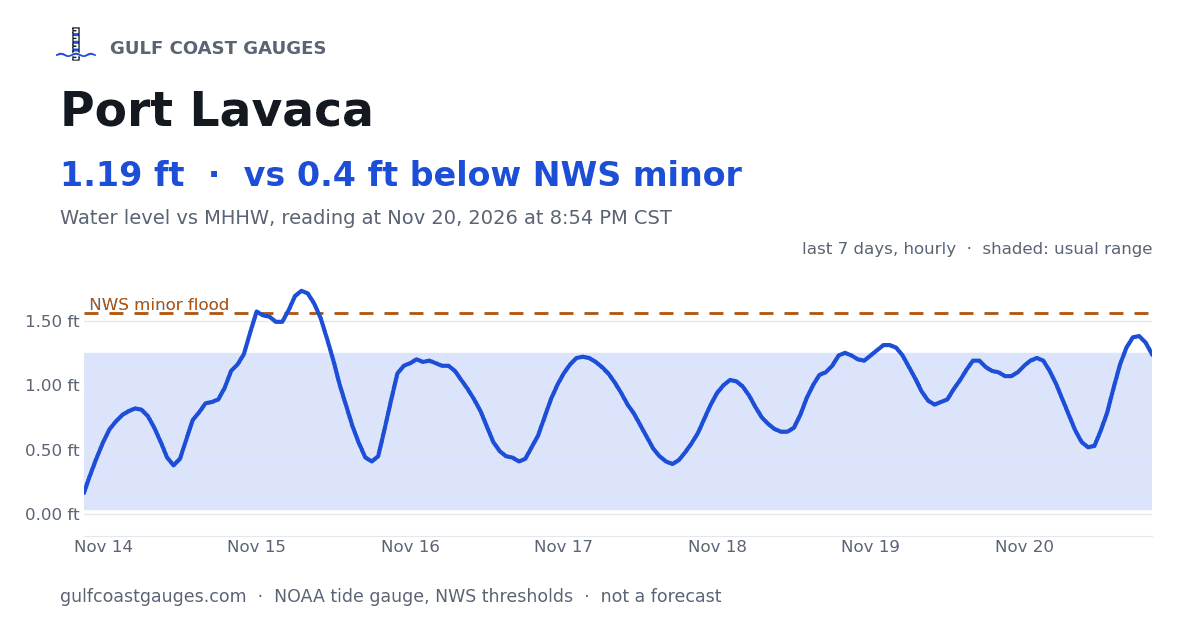 GULF COAST GAUGES
Port Lavaca
1.19 ft · vs 0.4 ft below NWS minor
Water level vs MHHW, reading at Nov 20, 2026 at 8:54 PM CST
last 7 days, hourly · shaded: usual range
NWS minor flood
1.50 ft
1.00 ft
0.50 ft
0.00 ft
Nov 14 Nov 15 Nov 16 Nov 17 Nov 18 Nov 19 Nov 20
gulfcoastgauges.com · NOAA tide gauge, NWS thresholds · not a forecast